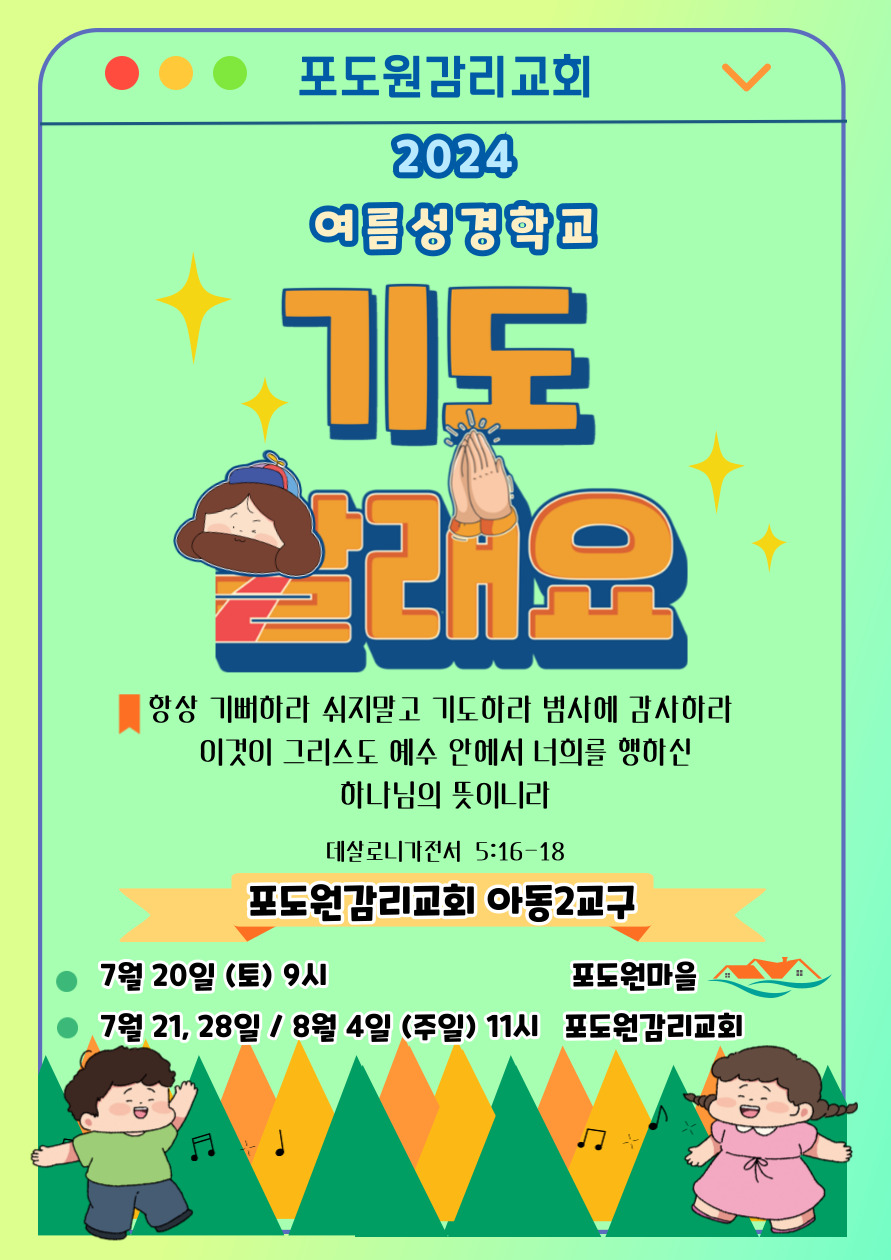 포도원감리교회
2024
여름성경학교
기도
할래요
항상 기뻐하라 쉬지말고 기도하라 범사에 감사하라
이것이 그리스도 예수 안에서 너희를 행하신
하나님의 뜻이니라
데살로니가전서 5:16-18
포도원감리교회 아동2교구
7월 20일 (토) 9시 포도원마을
7월 21, 28일 / 8월 4일 (주일) 11시 포도원감리교회